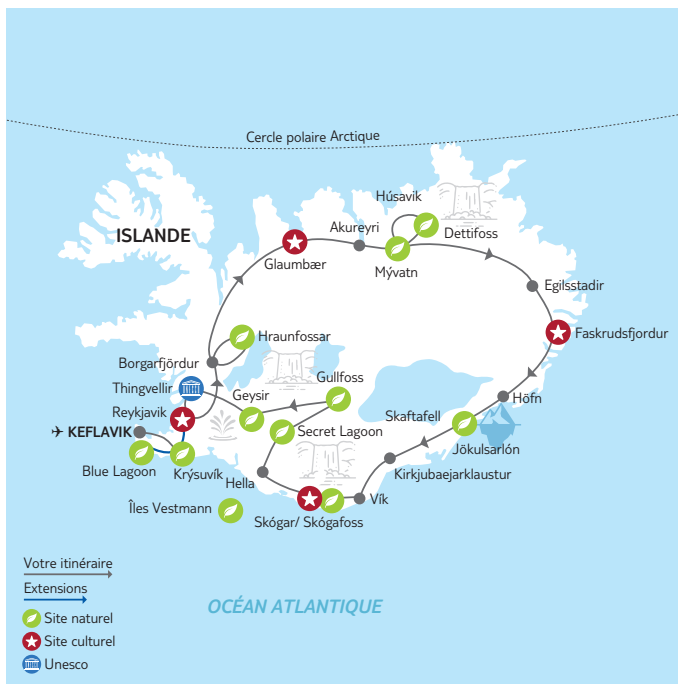 Cercle polaire Arctique
Húsavik
Akureyri
Dettifoss
ISLANDE
Glaumbær
Mývatn
Egilsstadir
Faskrudsfjordur
Hraunfossar
Borgarfjördur
Thingvellir
Gullfoss
Geysir
Höfn
Reykjavik
Skaftafell
✈ KEFLAVIK
Secret Lagoon
Jökulsarlón
Blue Lagoon
Krýsuvík
Kirkjubaejarklaustur
Hella
Vík
Îles Vestmann
Skógar/ Skógafoss
Votre itinéraire
Extensions
Site naturel
Site culturel
Unesco
OCÉAN ATLANTIQUE